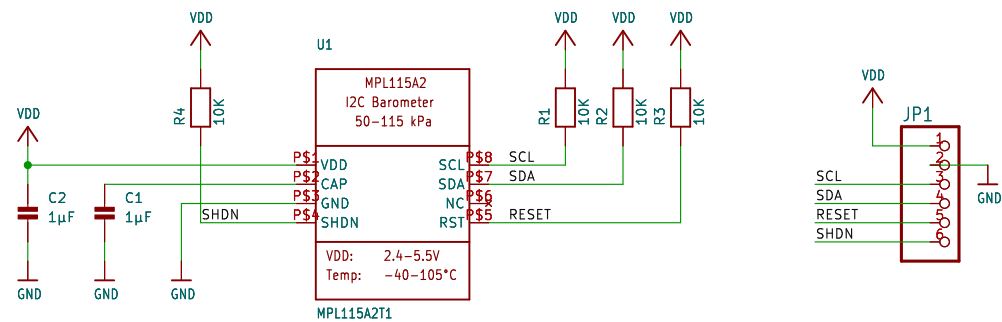 VDD
VDD
VDD
VDD
U1
MPL115A2
I2C Barometer
50-115 kPa
R4
10K
R1
10K
R2
10K
R3
10K
VDD
VDD
JP1
P$1
VDD
P$2
CAP
P$3
GND
P$4
SHDN
SHDN
SCL
P$8
SCL
SDA
P$7
SDA
NC
P$6
RST
P$5
RESET
C2
1µF
C1
1µF
VDD: 2.4-5.5V
Temp: -40-105°C
GND
GND
GND
MPL115A2T1
1
2
3
4
5
6
SCL
SDA
RESET
SHDN
GND